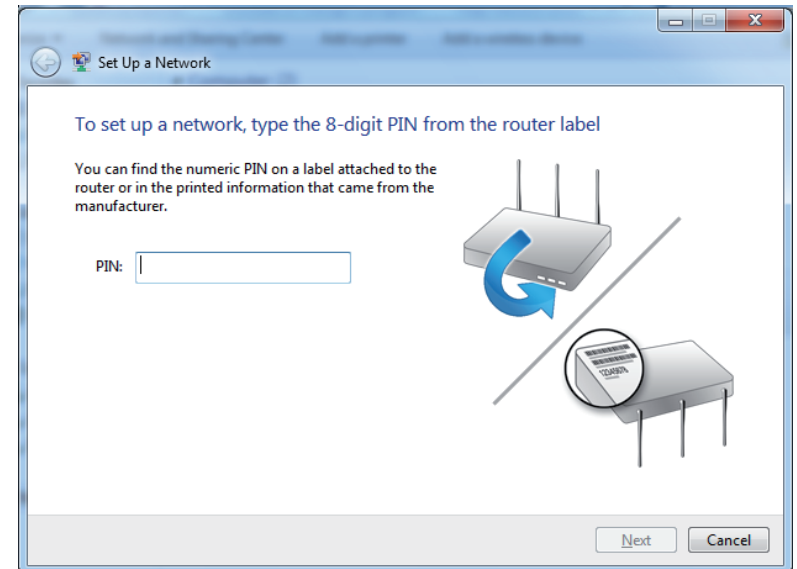 Set Up a Network
To set up a network, type the 8-digit PIN from the router label
You can find the numeric PIN on a label attached to the
router or in the printed information that came from the
manufacturer.
PIN:
12345678
Next
Cancel